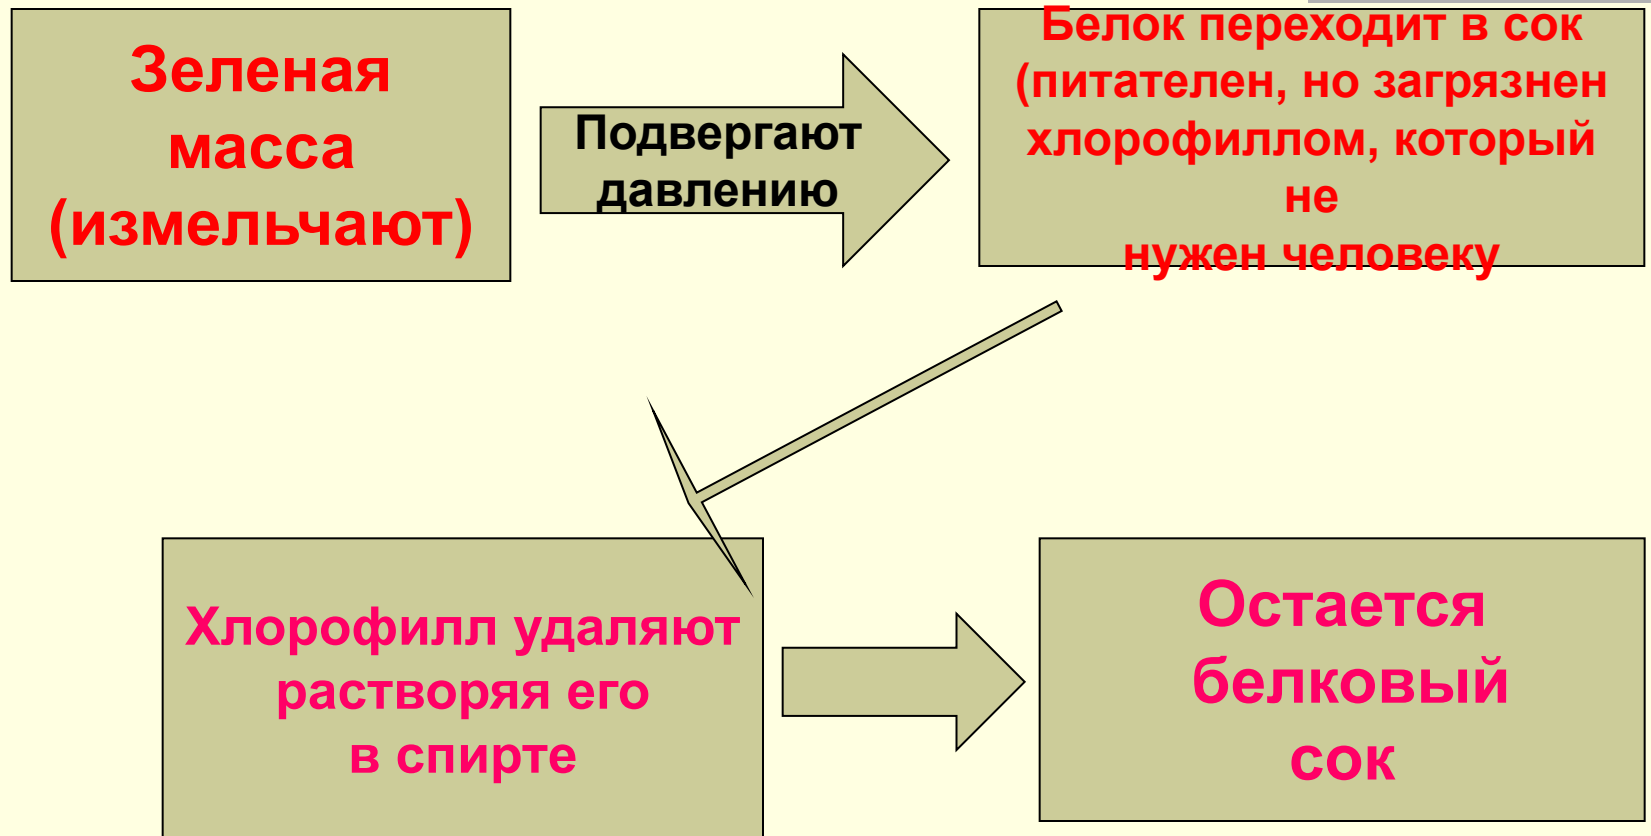 Зеленая
масса
(измельчают)
Подвергают
давлению
Белок переходит в сок
(питателен, но загрязнен
хлорофиллом, который
не
нужен человеку
Хлорофилл удаляют
растворяя его
в спирте
Остается
белковый
сок